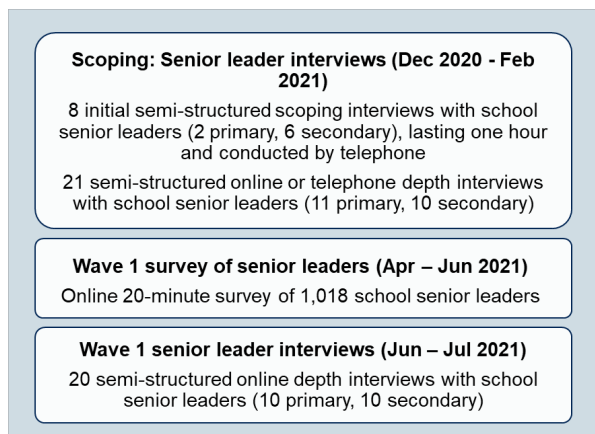 Scoping: Senior leader interviews (Dec 2020 - Feb
2021)
8 initial semi-structured scoping interviews with school
senior leaders (2 primary, 6 secondary), lasting one hour
and conducted by telephone
21 semi-structured online or telephone depth interviews
with school senior leaders (11 primary, 10 secondary)
Wave 1 survey of senior leaders (Apr – Jun 2021)
Online 20-minute survey of 1,018 school senior leaders
Wave 1 senior leader interviews (Jun – Jul 2021)
20 semi-structured online depth interviews with school
senior leaders (10 primary, 10 secondary)